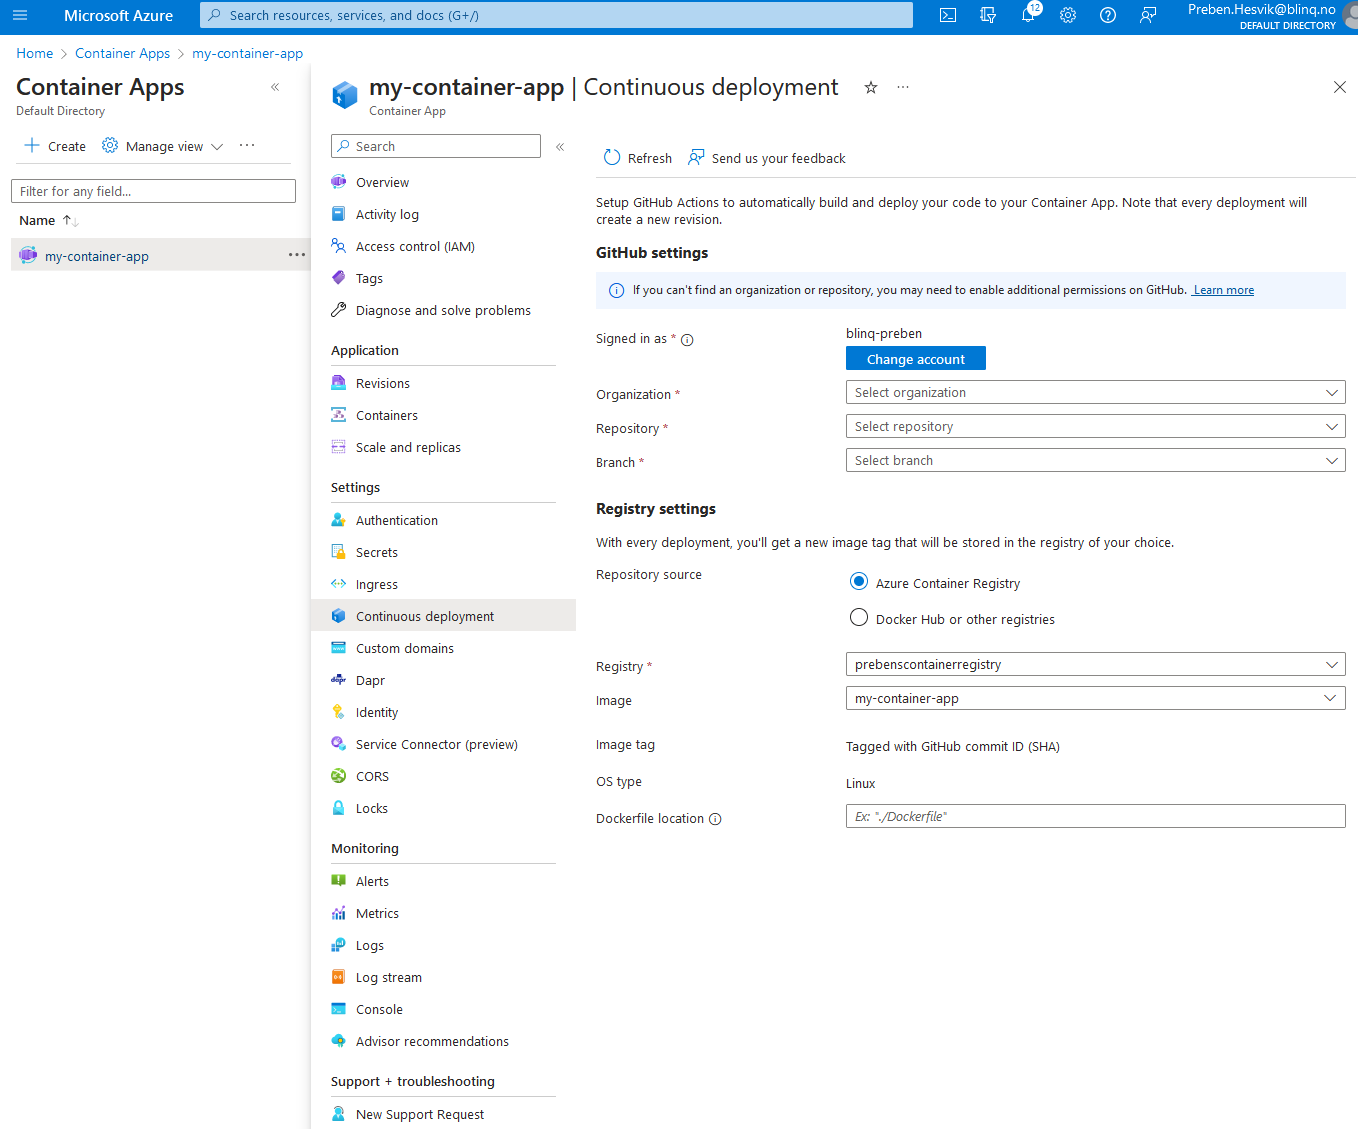 Microsoft Azure
Search resources, services, and docs (G+/)
12
Preben.Hesvik@blinq.no
DEFAULT DIRECTORY
Home > Container Apps > my-container-app
Container Apps
Default Directory
Create
Manage view
Filter for any field...
Name
my-container-app
my-container-app | Continuous deployment
Container App
Search
Overview
Activity log
Access control (IAM)
Tags
Diagnose and solve problems
Application
Revisions
Containers
Scale and replicas
Settings
Authentication
Secrets
Ingress
Continuous deployment
Custom domains
dapr Dapr
Identity
Service Connector (preview)
CORS
Locks
Monitoring
Alerts
Metrics
Logs
Log stream
Console
Advisor recommendations
Support + troubleshooting
New Support Request
Refresh
Send us your feedback
Setup GitHub Actions to automatically build and deploy your code to your Container App. Note that every deployment will
create a new revision.
GitHub settings
If you can't find an organization or repository, you may need to enable additional permissions on GitHub. Learn more
Signed in as *
blinq-preben
Change account
Organization *
Select organization
Repository *
Select repository
Branch *
Select branch
Registry settings
With every deployment, you'll get a new image tag that will be stored in the registry of your choice.
Repository source
Azure Container Registry
Docker Hub or other registries
Registry *
prebenscontainerregistry
Image
my-container-app
Image tag
Tagged with GitHub commit ID (SHA)
OS type
Linux
Dockerfile location
Ex: "./Dockerfile"